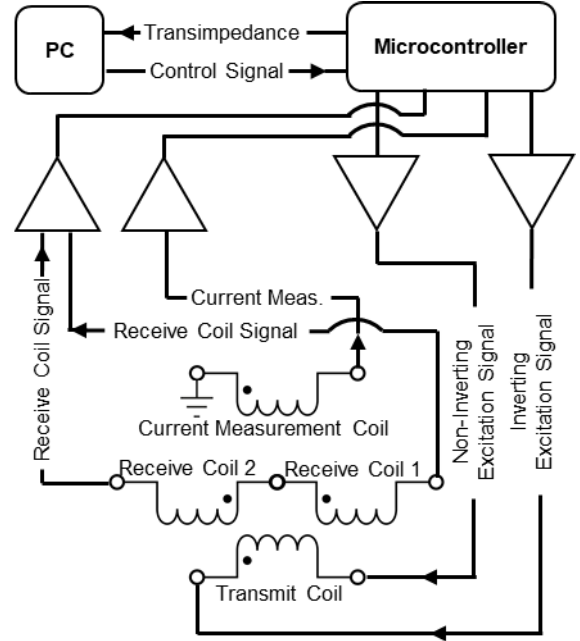 PC
Transimpedance
Control Signal
Microcontroller
Current Meas.
Receive Coil Signal
Receive Coil Signal
Current Measurement Coil
Receive Coil 2
Receive Coil 1
Transmit Coil
Non-Inverting
Excitation Signal
Inverting
Excitation Signal